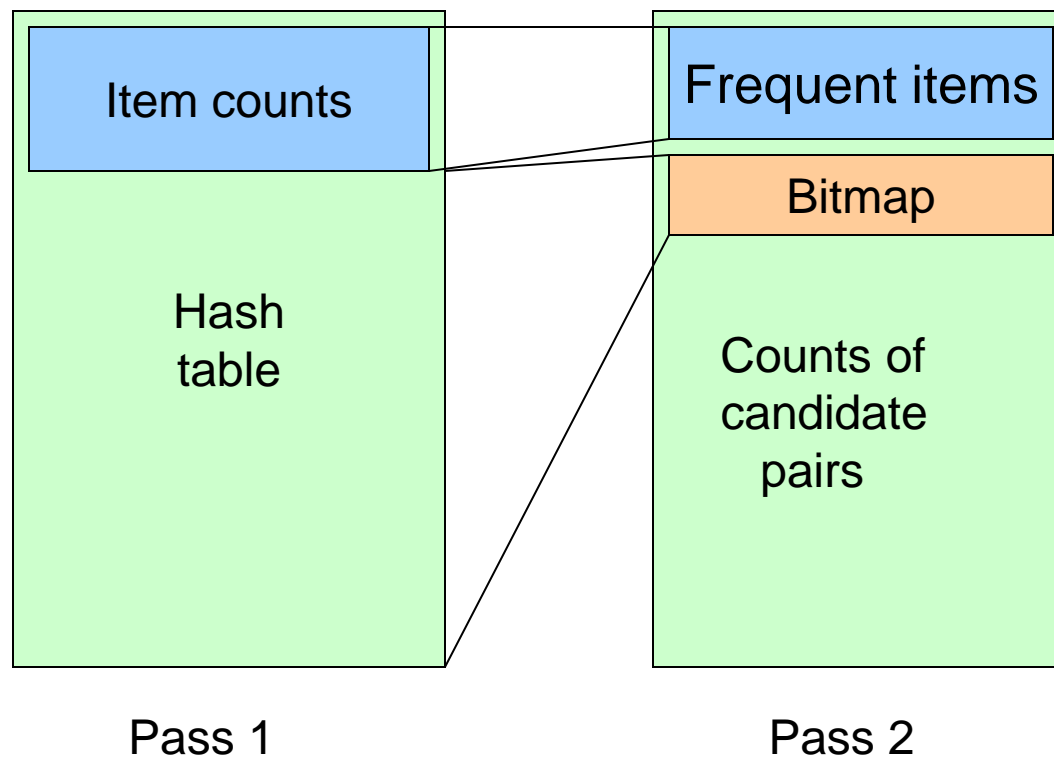 Item counts
Hash
table
Pass 1
Frequent items
Bitmap
Counts of
candidate
pairs
Pass 2